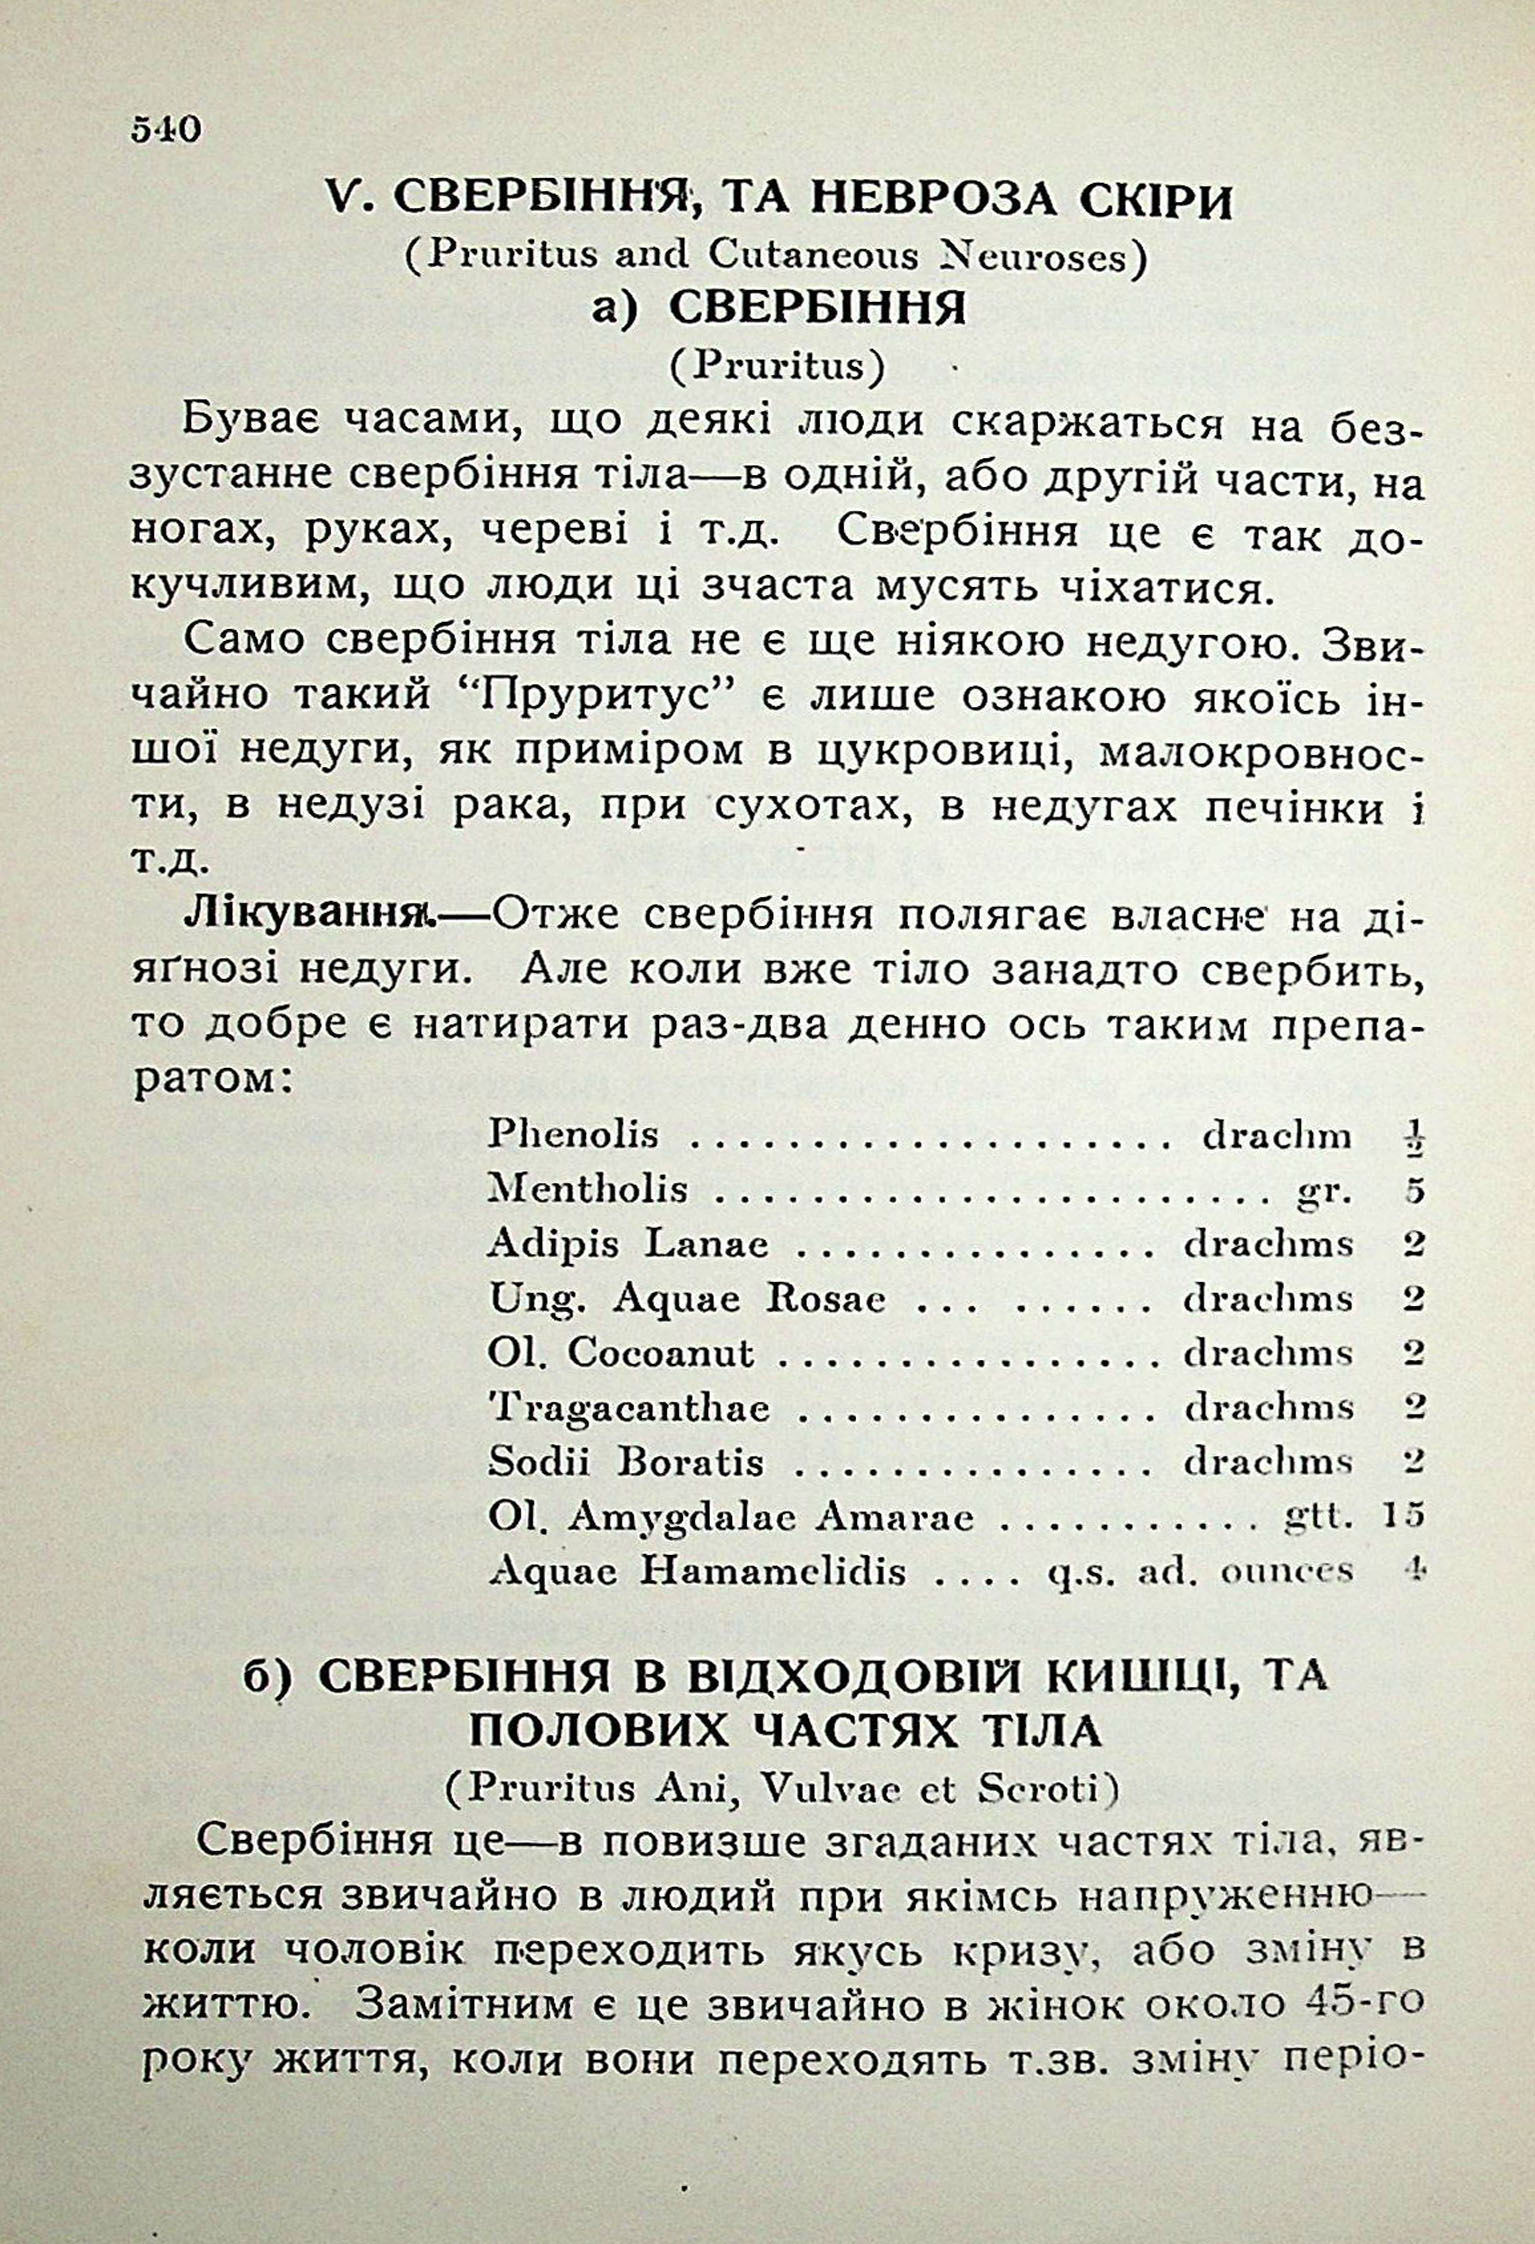 540
V. СВЕРБІННЯ, ТА НЕВРОЗА СКІРИ
(Pruritus and Cutaneous Neuroses)
а) СВЕРБІННЯ
(Pruritus)
Буває часами, що деякі люди скаржаться на без-
зустанне свербіння тіла—в одній, або другій части, на
ногах, руках, череві і т.д. Свербіння це є так до-
кучливим, що люди ці зчаста мусять чіхатися.
Само свербіння тіла не є ще ніякою недугою. Зви-
чайно такий “Пруритус” є лише ознакою якоїсь ін-
шої недуги, як приміром в цукровиці, малокровнос-
ти, в недузі рака, при сухотах, в недугах печінки і
т.д.
Лікування.—Отже свербіння полягає власне на ді-
яґнозі недуги. Але коли вже тіло занадто свербить,
то добре є натирати раз-два денно ось таким препа-
ратом:
Phenolis .................... drachm ½
Mentholis ....................... gr. 5
Adipis Lanae ............... drachms 2
Ung. Aquae Rosae ... ...... drachms 2
Ol. Cocoanut ................ drachms 2
Tragacanthae ............... drachms 2
Sodii Boratis ............... drachms 2
Ol. Amygdalae Amarae ........... gtt. 15
Aquae Hamamelidis .... q.s. ad. ounces 4
б) СВЕРБІННЯ В ВІДХОДОВІЙ КИШЦІ, ТА
ПОЛОВИХ ЧАСТЯХ ТІЛА
(Pruritus Ani, Vulvae et Scroti)
Свербіння це—в повизше згаданих частях тіла, яв-
ляється звичайно в людий при якімсь напруженню—
коли чоловік переходить якусь кризу, або зміну в
життю. Замітним є це звичайно в жінок около 45-го
року життя, коли вони переходять т.зв. зміну періо-